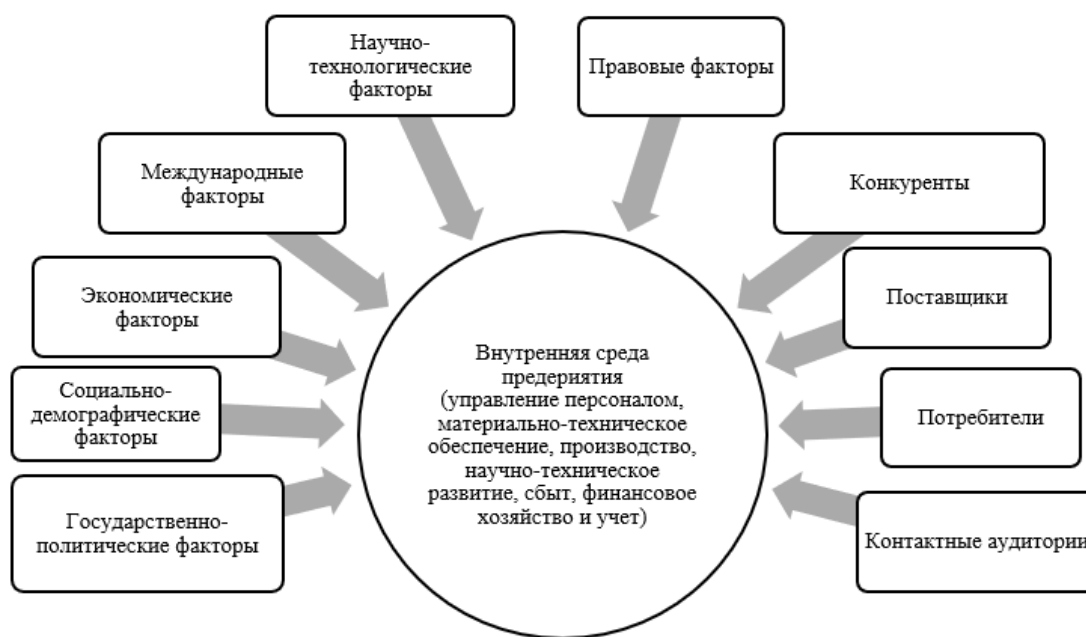 Научно-
технологические
факторы
Правовые факторы
Международные
факторы
Конкуренты
Экономические
факторы
Поставщики
Социально-
демографические
факторы
Потребители
Государственно-
политические факторы
Контактные аудитории
Внутренняя среда
предериятия
(управление персоналом,
материально-техническое
обеспечение, производство,
научно-техническое
развитие, сбыт, финансовое
хозяйство и учет)